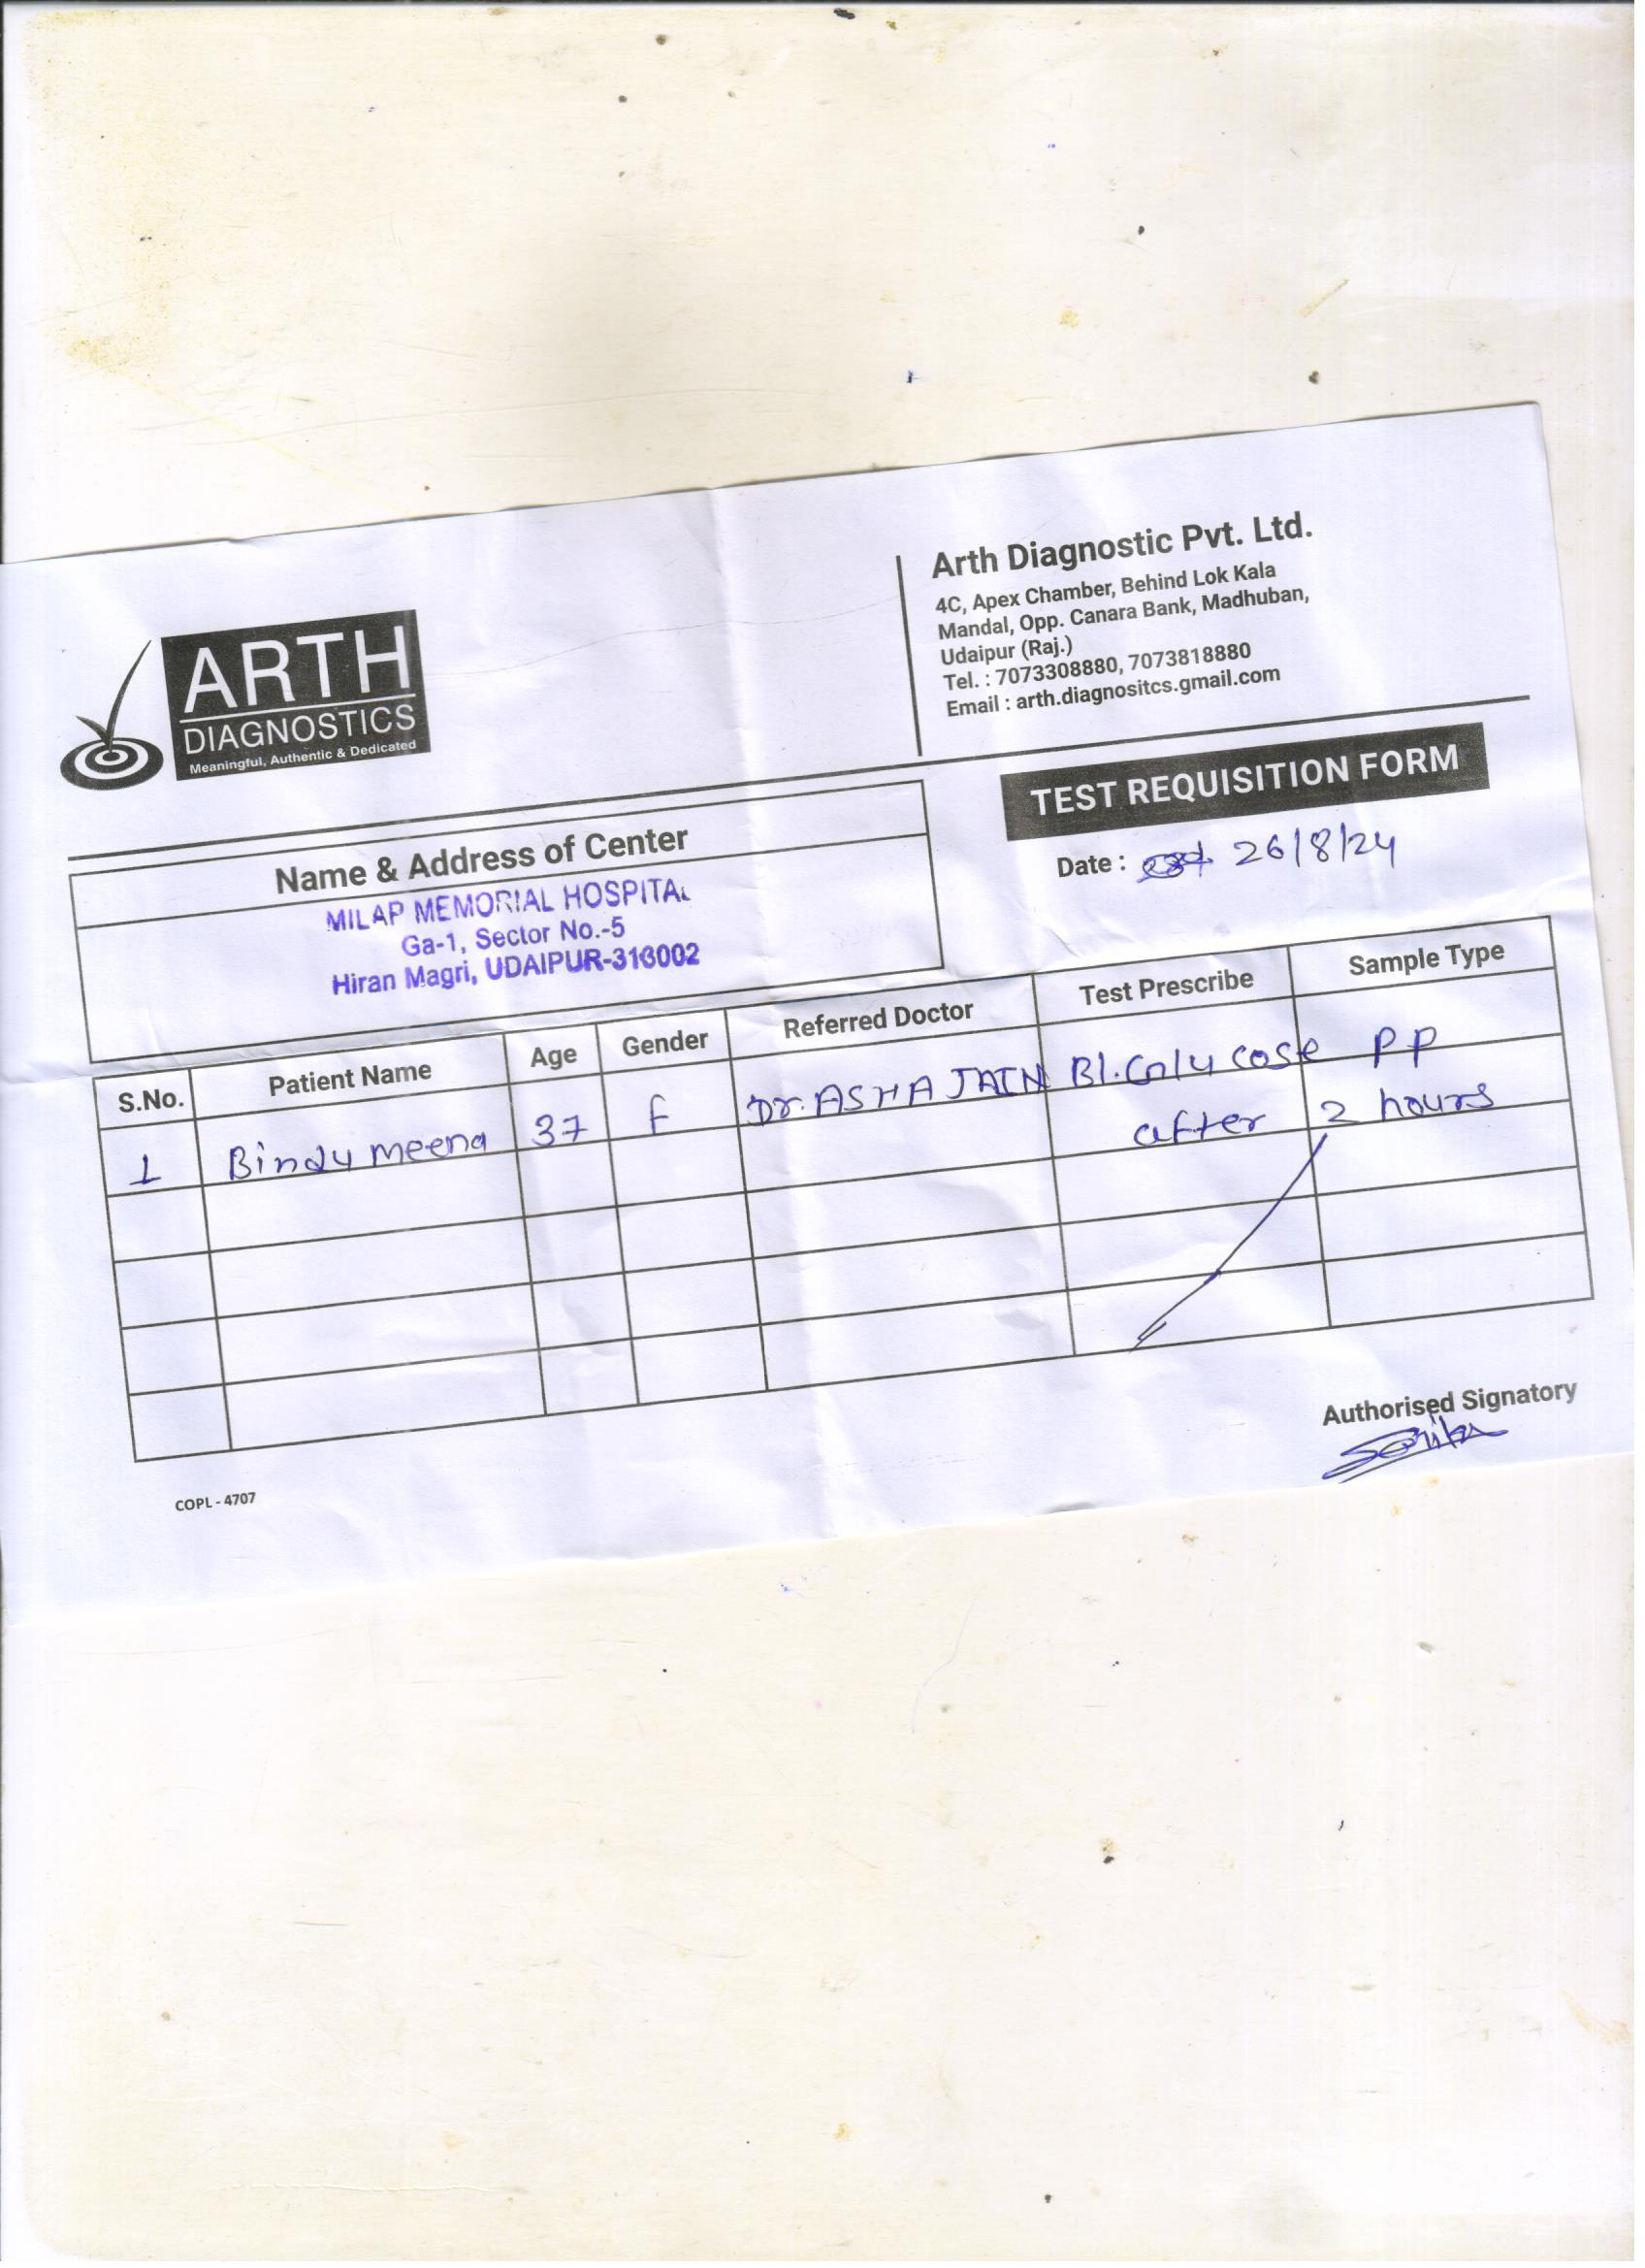 ARTH
DIAGNOSTICS
Meaningful, Authentic & Dedicated
Arth Diagnostic Pvt. Ltd.
4C, Apex Chamber, Behind Lok Kala
Mandal, Opp. Canara Bank, Madhuban,
Udaipur (Raj.)
Tel. : 7073308880, 7073818880
Email : arth.diagnositcs.gmail.com
TEST REQUISITION FORM
Date : 26/8/24
Name & Address of Center
MILAP MEMORIAL HOSPITAL
Ga-1, Sector No.-5
Hiran Magri, UDAIPUR-313002
S.No. Patient Name Age Gender Referred Doctor Test Prescribe Sample Type
1 Bindu meena 37 F Dr. ASHA JAIN Bl. Glucose PP
after 2 hours
Authorised Signatory
Sarika
COPL - 4707